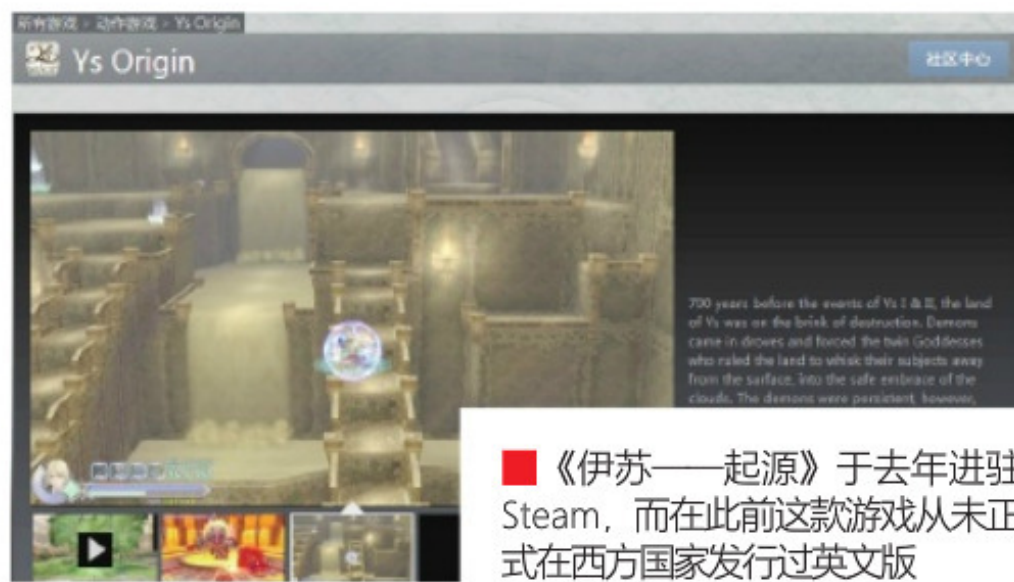 所有游戏 > 动作游戏 > Ys Origin
Ys Origin
社区中心
700 years before the events of Ys I & II, the land
of Ys was on the brink of destruction. Demons
came in droves and forced the twin Goddesses
who ruled the land to whisk their subjects away
from the surface, into the safe embrace of the
clouds. The demons were persistent, however,
■《伊苏——起源》于去年进驻
Steam，而在此前这款游戏从未正
式在西方国家发行过英文版